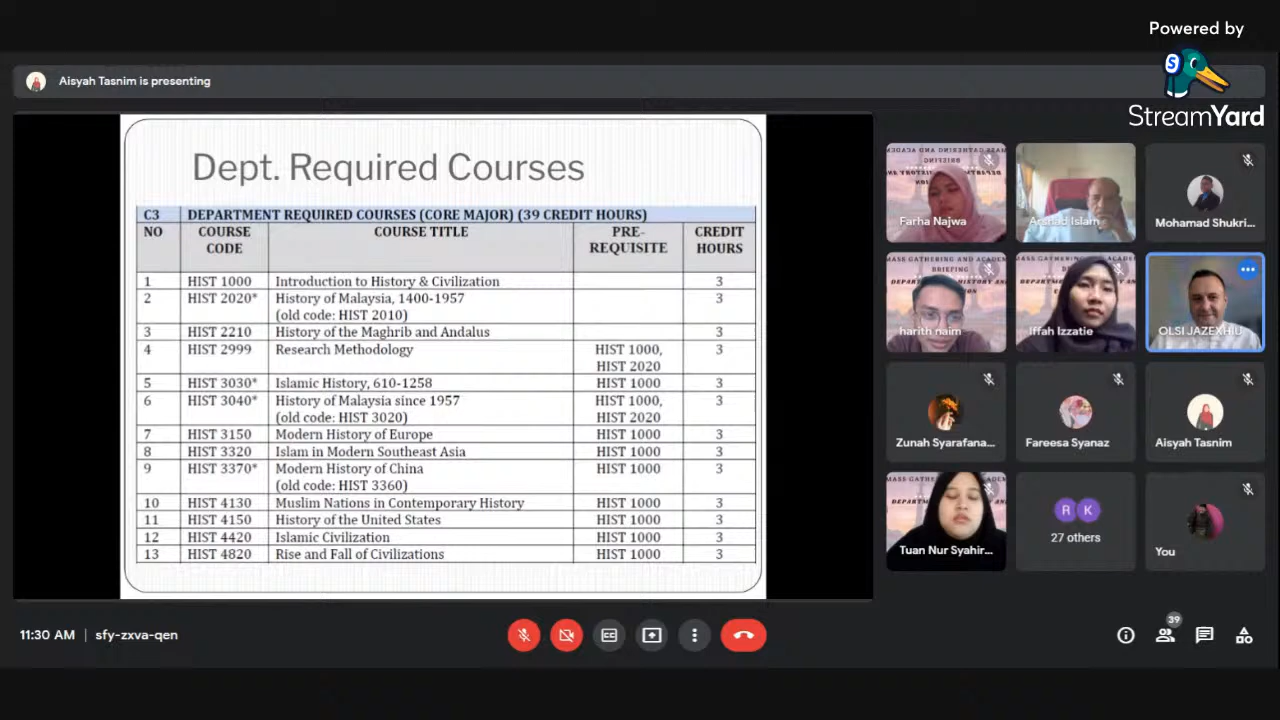 Powered by
StreamYard
Aisyah Tasnim is presenting
Dept. Required Courses
C3 DEPARTMENT REQUIRED COURSES (CORE MAJOR) (39 CREDIT HOURS)
NO COURSE CODE COURSE TITLE PRE-REQUISITE CREDIT HOURS
1 HIST 1000 Introduction to History & Civilization 3
2 HIST 2020* History of Malaysia, 1400-1957 3
(old code: HIST 2010)
3 HIST 2210 History of the Maghrib and Andalus 3
4 HIST 2999 Research Methodology HIST 1000, 3
HIST 2020
5 HIST 3030* Islamic History, 610-1258 HIST 1000 3
6 HIST 3040* History of Malaysia since 1957 HIST 1000, 3
(old code: HIST 3020) HIST 2020
7 HIST 3150 Modern History of Europe HIST 1000 3
8 HIST 3320 Islam in Modern Southeast Asia HIST 1000 3
9 HIST 3370* Modern History of China HIST 1000 3
(old code: HIST 3360)
10 HIST 4130 Muslim Nations in Contemporary History HIST 1000 3
11 HIST 4150 History of the United States HIST 1000 3
12 HIST 4420 Islamic Civilization HIST 1000 3
13 HIST 4820 Rise and Fall of Civilizations HIST 1000 3
Farha Najwa
Arshad Islam
Mohamad Shukri...
harith naim
Iffah Izzatie
OLSI JAZEXHIU
Zunah Syarafana...
Fareesa Syanaz
Aisyah Tasnim
Tuan Nur Syahir...
R K
27 others
You
11:30 AM | sfy-zxva-qen
39